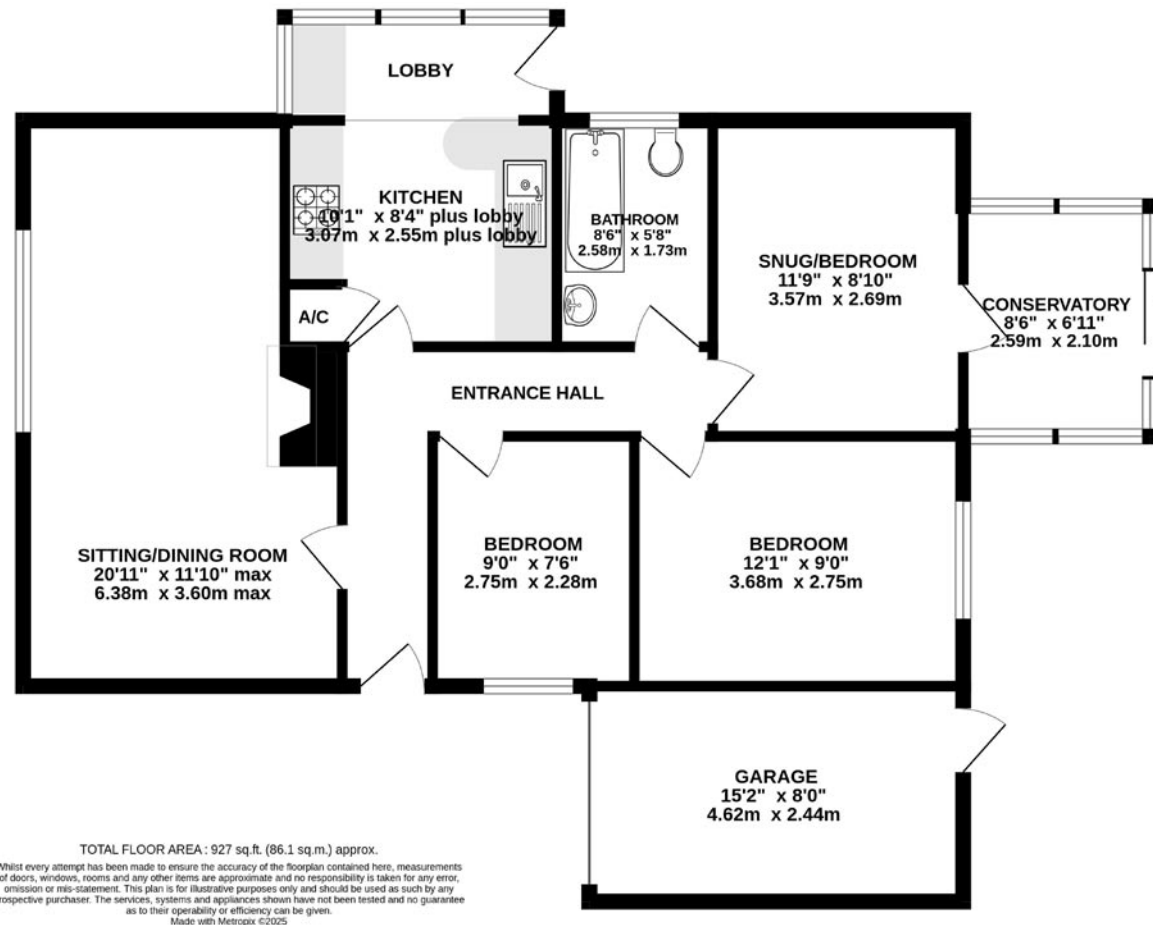 LOBBY
KITCHEN
10'1" x 8'4" plus lobby
3.07m x 2.55m plus lobby
BATHROOM
8'6" x 5'8"
2.58m x 1.73m
SNUG/BEDROOM
11'9" x 8'10"
3.57m x 2.69m
CONSERVATORY
8'6" x 6'11"
2.59m x 2.10m
A/C
ENTRANCE HALL
SITTING/DINING ROOM
20'11" x 11'10" max
6.38m x 3.60m max
BEDROOM
9'0" x 7'6"
2.75m x 2.28m
BEDROOM
12'1" x 9'0"
3.68m x 2.75m
GARAGE
15'2" x 8'0"
4.62m x 2.44m
TOTAL FLOOR AREA : 927 sq.ft. (86.1 sq.m.) approx.
Whilst every attempt has been made to ensure the accuracy of the floorplan contained here, measurements
of doors, windows, rooms and any other items are approximate and no responsibility is taken for any error,
omission or mis-statement. This plan is for illustrative purposes only and should be used as such by any
rospective purchaser. The services, systems and appliances shown have not been tested and no guarantee
as to their operability or efficiency can be given.
Made with Metropix ©2025